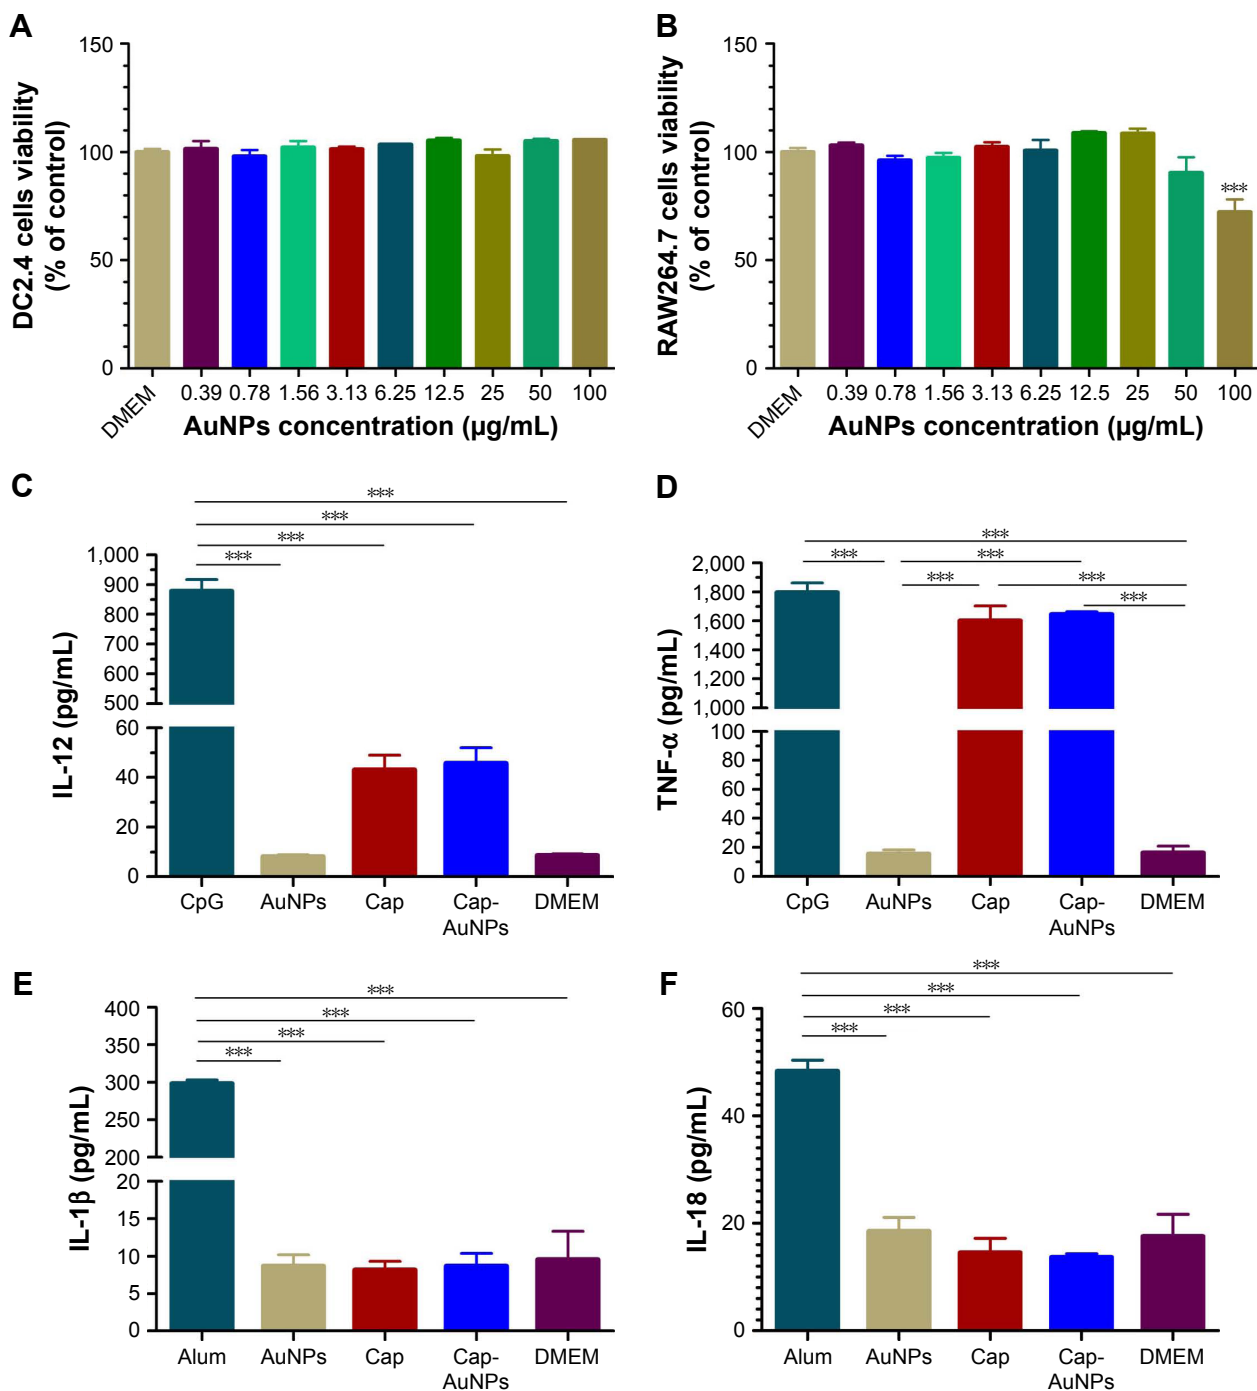 A
DC2.4 cells viability
(% of control)
150
100
50
0
DMEM 0.39 0.78 1.56 3.13 6.25 12.5 25 50 100
AuNPs concentration (µg/mL)
B
RAW264.7 cells viability
(% of control)
150
100
50
0
***
DMEM 0.39 0.78 1.56 3.13 6.25 12.5 25 50 100
AuNPs concentration (µg/mL)
C
IL-12 (pg/mL)
***
***
***
***
1,000
900
800
700
600
500
60
40
20
0
CpG AuNPs Cap Cap- DMEM
AuNPs
D
TNF-α (pg/mL)
***
*** ***
*** ***
***
2,000
1,800
1,600
1,400
1,200
1,000
100
80
60
40
20
0
CpG AuNPs Cap Cap- DMEM
AuNPs
E
IL-1β (pg/mL)
***
***
***
***
400
350
300
250
200
20
15
10
5
0
Alum AuNPs Cap Cap- DMEM
AuNPs
F
IL-18 (pg/mL)
***
***
***
***
60
40
20
0
Alum AuNPs Cap Cap- DMEM
AuNPs